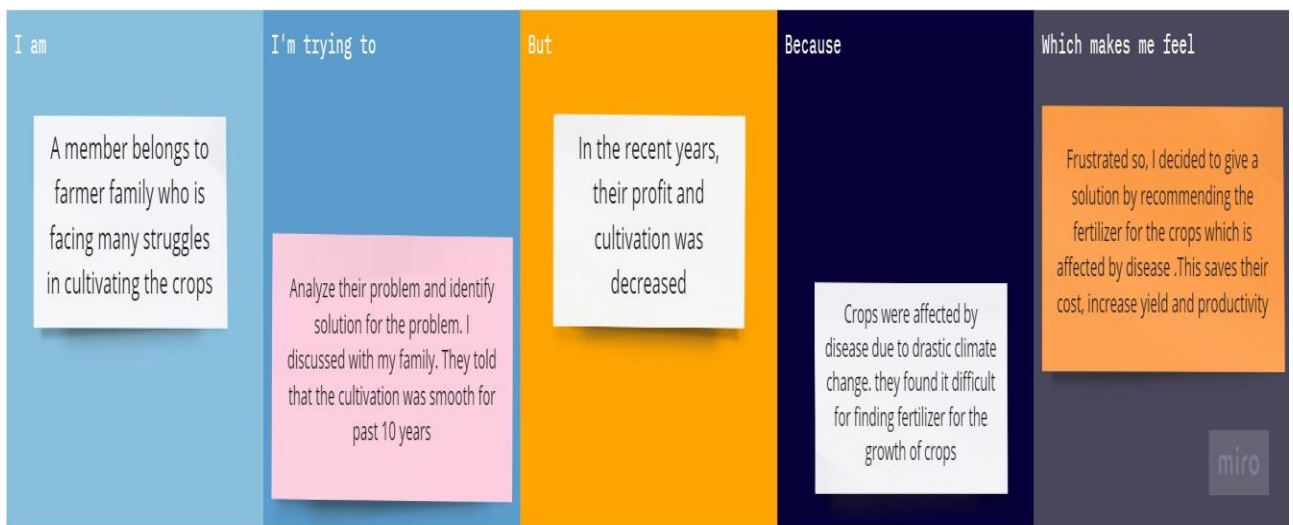 I am
A member belongs to
farmer family who is
facing many struggles
in cultivating the crops
I'm trying to
Analyze their problem and identify
solution for the problem. I
discussed with my family. They told
that the cultivation was smooth for
past 10 years
But
In the recent years,
their profit and
cultivation was
decreased
Because
Crops were affected by
disease due to drastic climate
change. they found it difficult
for finding fertilizer for the
growth of crops
Which makes me feel
Frustrated so, I decided to give a
solution by recommending the
fertilizer for the crops which is
affected by disease .This saves their
cost, increase yield and productivity
miro